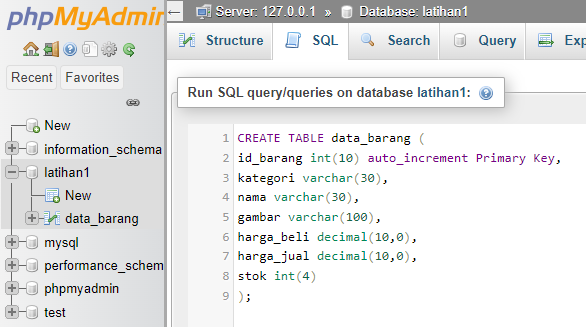 phpMyAdmin
Recent Favorites
New
information_schema
latihan1
New
data_barang
mysql
performance_schem
phpmyadmin
test
Server: 127.0.0.1 » Database: latihan1
Structure SQL Search Query Exp
Run SQL query/queries on database latihan1:
1 CREATE TABLE data_barang (
2 id_barang int(10) auto_increment Primary Key,
3 kategori varchar(30),
4 nama varchar(30),
5 gambar varchar(100),
6 harga_beli decimal(10,0),
7 harga_jual decimal(10,0),
8 stok int(4)
9 );